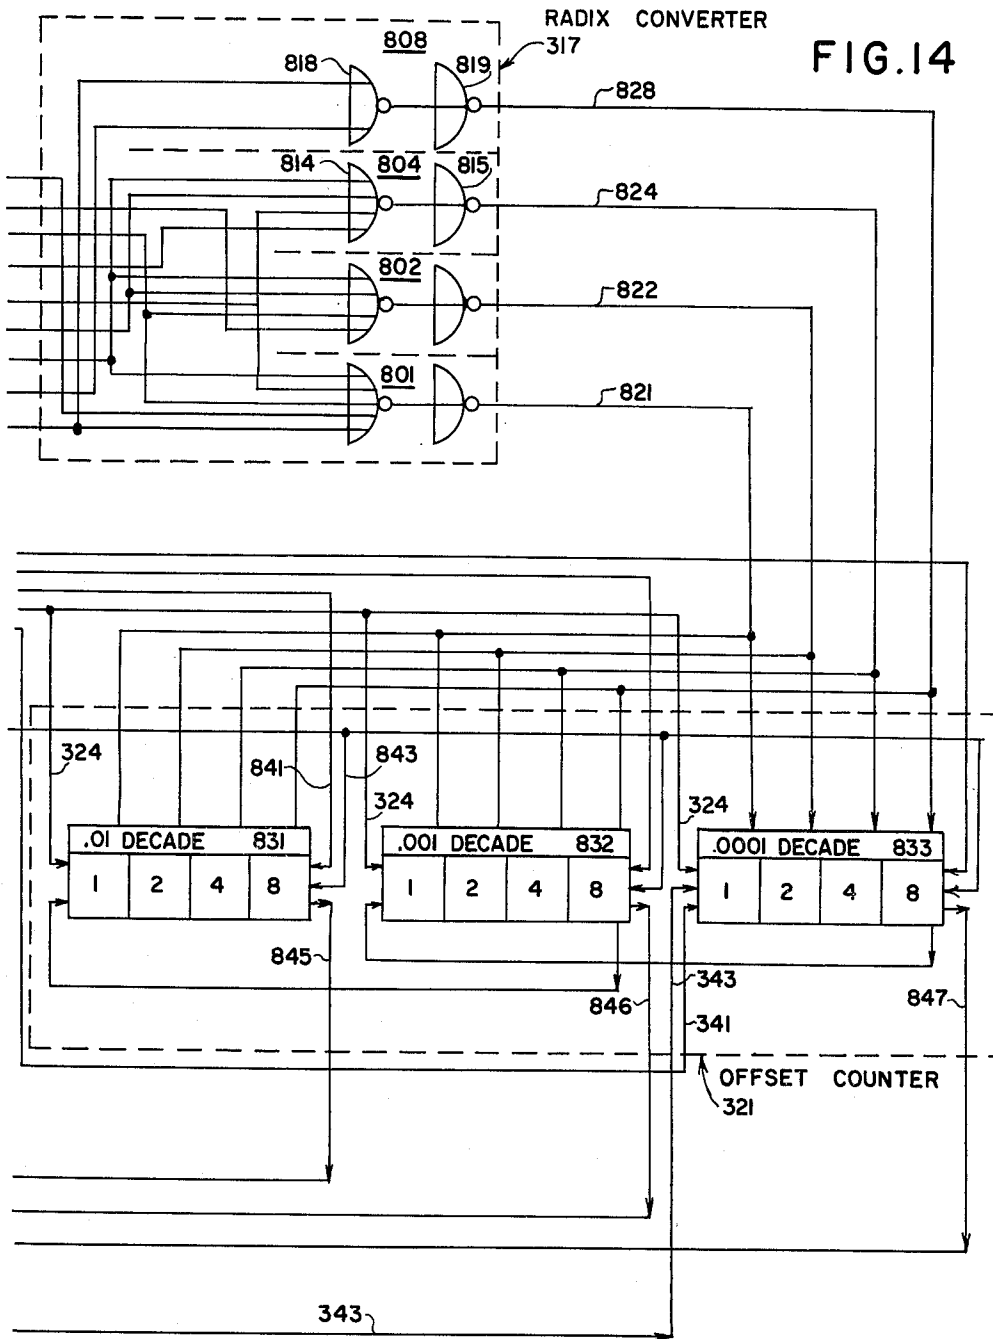 RADIX CONVERTER
317
FIG.14
808
818
819
828
814
804
815
824
802
822
801
821
324
841
843
324
324
.01 DECADE 831
1 2 4 8
.001 DECADE 832
1 2 4 8
.0001 DECADE 833
1 2 4 8
845
846
343
847
341
OFFSET COUNTER
321
343